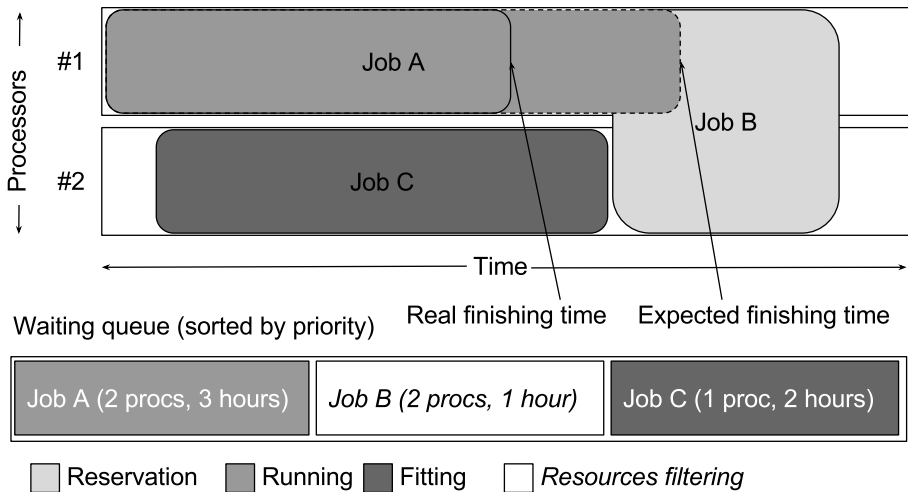 Processors
#1
Job A
Job B
#2
Job C
Time
Real finishing time
Expected finishing time
Waiting queue (sorted by priority)
Job A (2 procs, 3 hours)
Job B (2 procs, 1 hour)
Job C (1 proc, 2 hours)
Reservation
Running
Fitting
Resources filtering